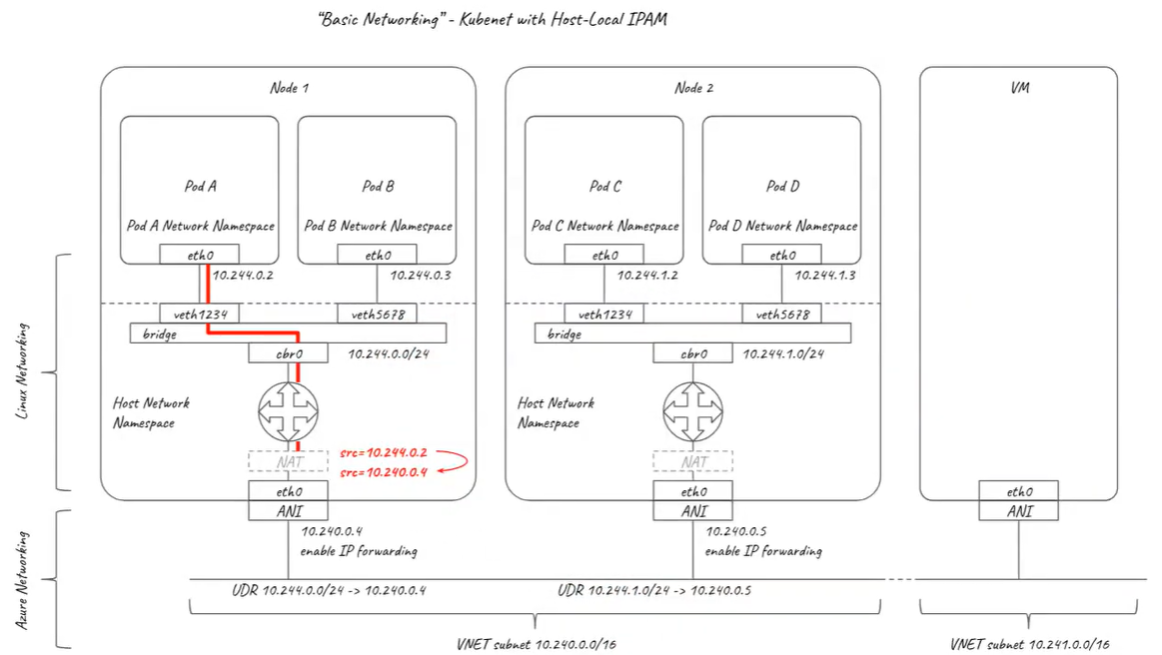 "Basic Networking" - Kubenet with Host-Local IPAM
Node 1
Node 2
VM
Pod A
Pod B
Pod C
Pod D
Pod A Network Namespace
Pod B Network Namespace
Pod C Network Namespace
Pod D Network Namespace
eth0
eth0
eth0
eth0
10.244.0.2
10.244.0.3
10.244.1.2
10.244.1.3
veth1234
veth5678
veth1234
veth5678
bridge
bridge
cbr0
10.244.0.0/24
cbr0
10.244.1.0/24
Linux Networking
Host Network
Namespace
Host Network
Namespace
NAT
src=10.244.0.2
src=10.240.0.4
NAT
eth0
eth0
eth0
ANI
ANI
ANI
10.240.0.4
enable IP forwarding
10.240.0.5
enable IP forwarding
Azure Networking
UDR 10.244.0.0/24 -> 10.240.0.4
UDR 10.244.1.0/24 -> 10.240.0.5
VNET subnet 10.240.0.0/16
VNET subnet 10.241.0.0/16